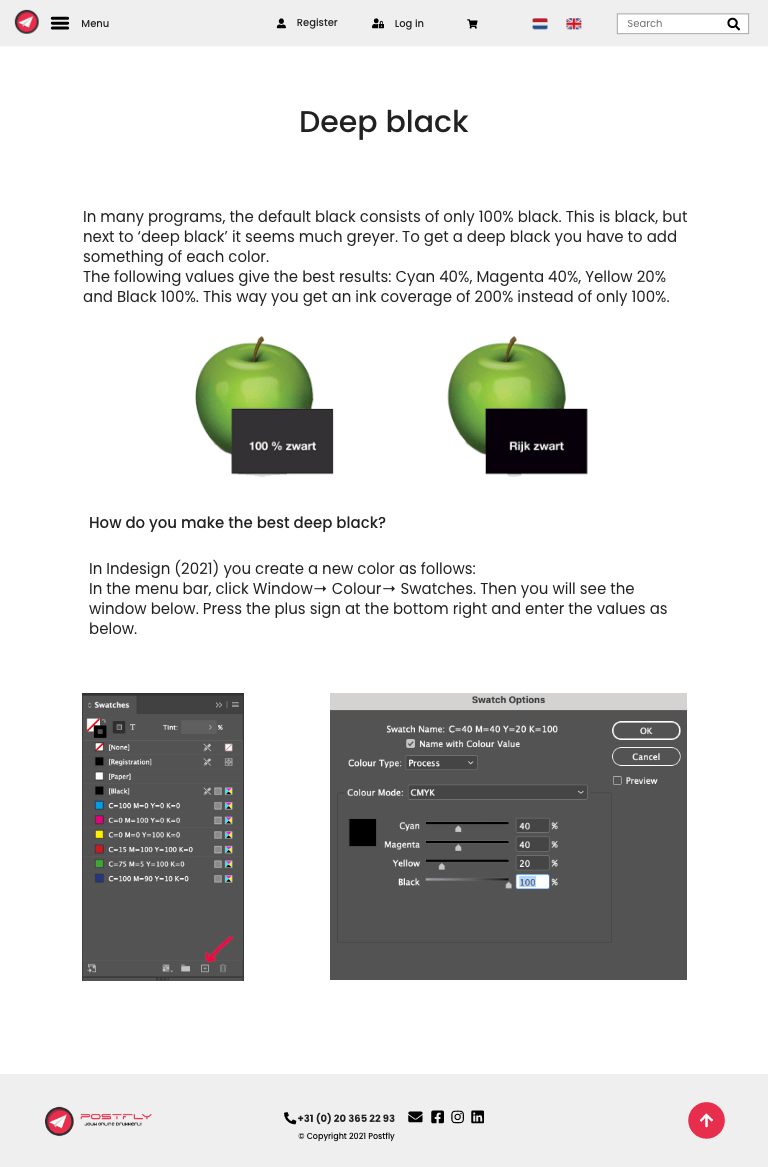 Menu
Register
Log in
Search
Deep black
In many programs, the default black consists of only 100% black. This is black, but
next to ‘deep black’ it seems much greyer. To get a deep black you have to add
something of each color.
The following values give the best results: Cyan 40%, Magenta 40%, Yellow 20%
and Black 100%. This way you get an ink coverage of 200% instead of only 100%.
100 % zwart
Rijk zwart
How do you make the best deep black?
In Indesign (2021) you create a new color as follows:
In the menu bar, click Window→ Colour→ Swatches. Then you will see the
window below. Press the plus sign at the bottom right and enter the values as
below.
Swatches
T Tint: %
[None]
[Registration]
[Paper]
[Black]
C=100 M=0 Y=0 K=0
C=0 M=100 Y=0 K=0
C=0 M=0 Y=100 K=0
C=15 M=100 Y=100 K=0
C=75 M=5 Y=100 K=0
C=100 M=90 Y=10 K=0
Swatch Options
Swatch Name: C=40 M=40 Y=20 K=100
Name with Colour Value
Colour Type: Process
Colour Mode: CMYK
Cyan 40 %
Magenta 40 %
Yellow 20 %
Black 100 %
OK
Cancel
Preview
POSTFLY
JOUW ONLINE DRUKKERIJ!
+31 (0) 20 365 22 93
© Copyright 2021 Postfly